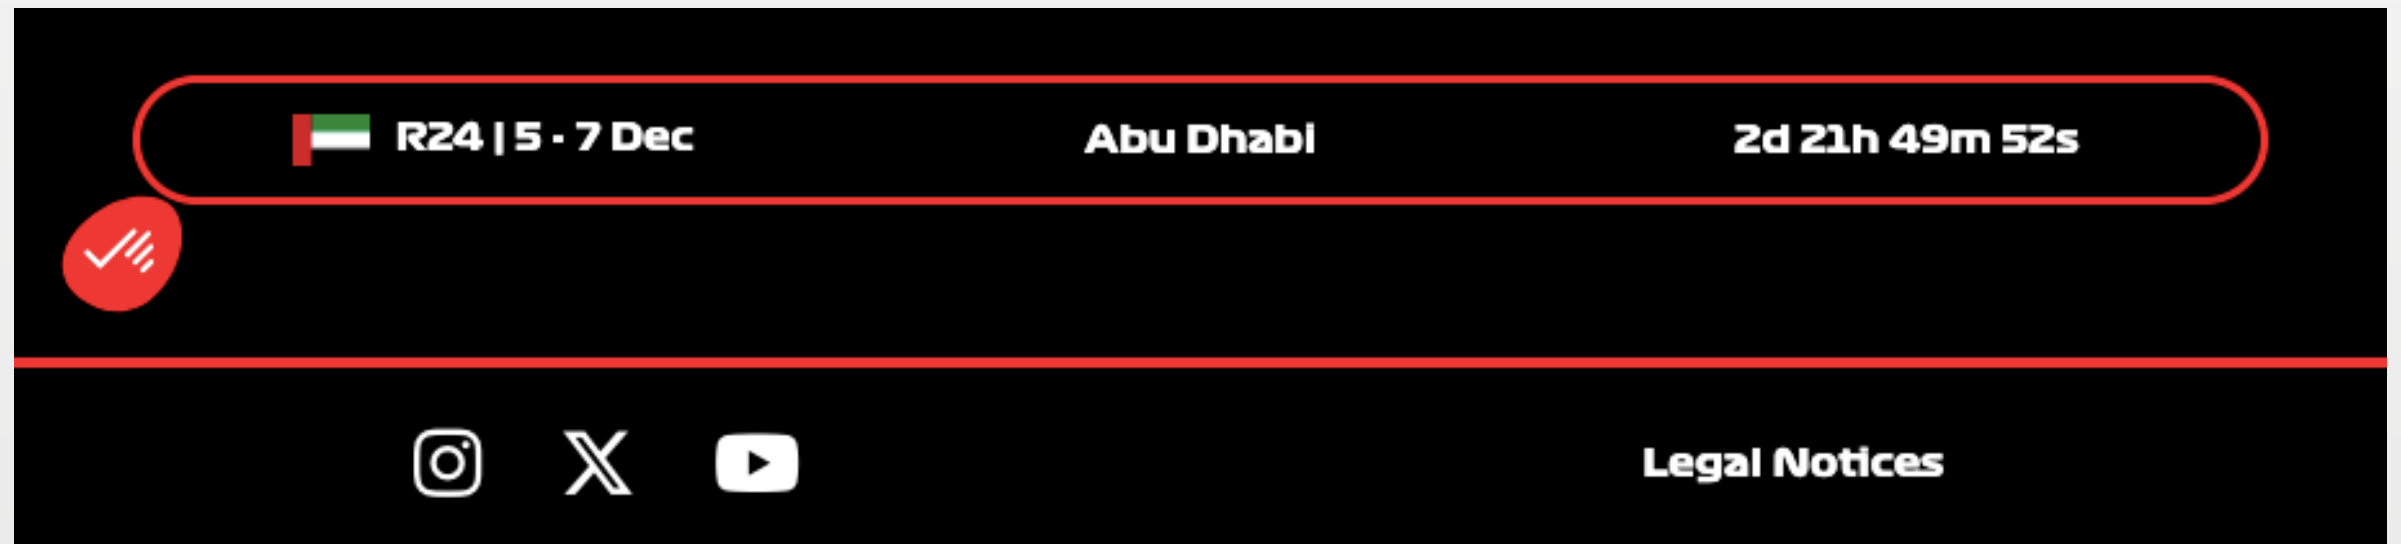 R24 | 5 - 7 Dec Abu Dhabi 2d 21h 49m 52s
Legal Notices